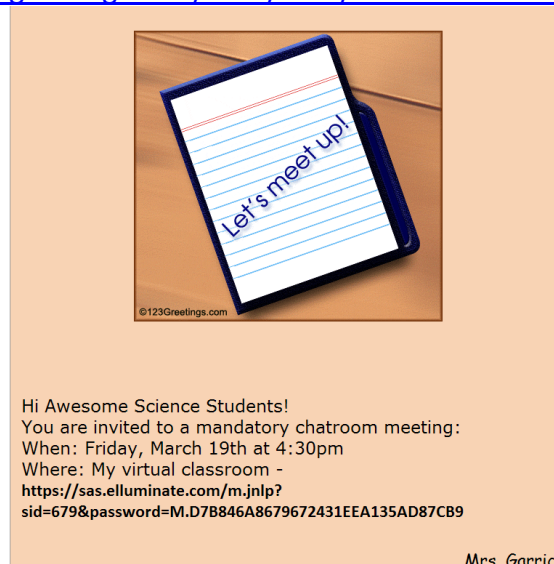 Let's meet up!
©123Greetings.com
Hi Awesome Science Students!
You are invited to a mandatory chatroom meeting:
When: Friday, March 19th at 4:30pm
Where: My virtual classroom -
https://sas.elluminate.com/m.jnlp?
sid=679&password=M.D7B846A8679672431EEA135AD87CB9
Mrs.